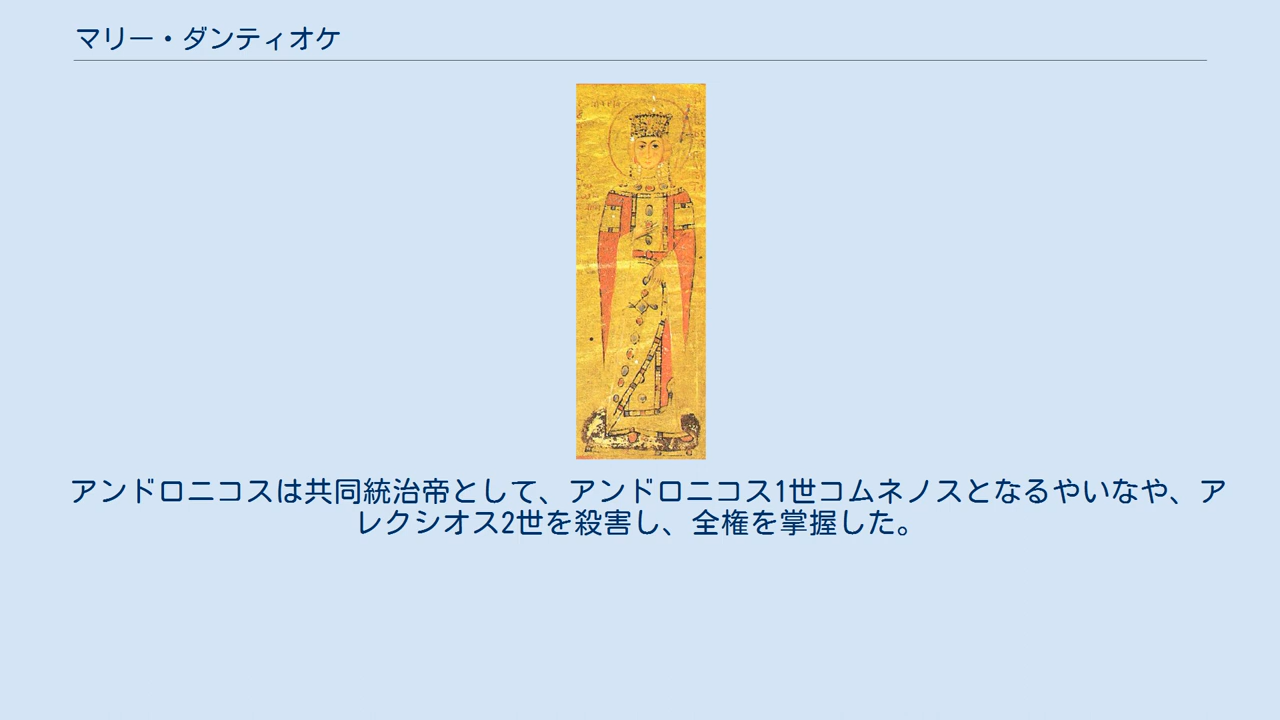 マリー・ダンティオケ
アンドロニコスは共同統治帝として、アンドロニコス1世コムネノスとなるやいなや、ア
レクシオス2世を殺害し、全権を掌握した。